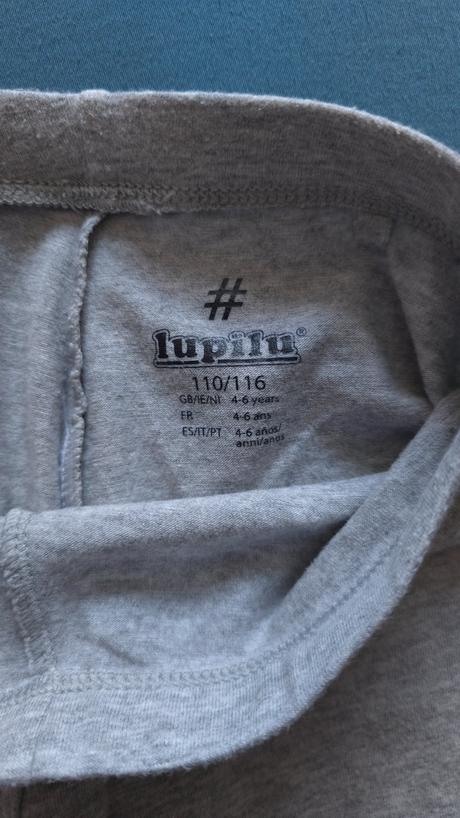 #
lupilu®
110/116
GB/IE/NI 4-6 years
FR 4-6 ans
ES/IT/PT 4-6 años/
anni/anos